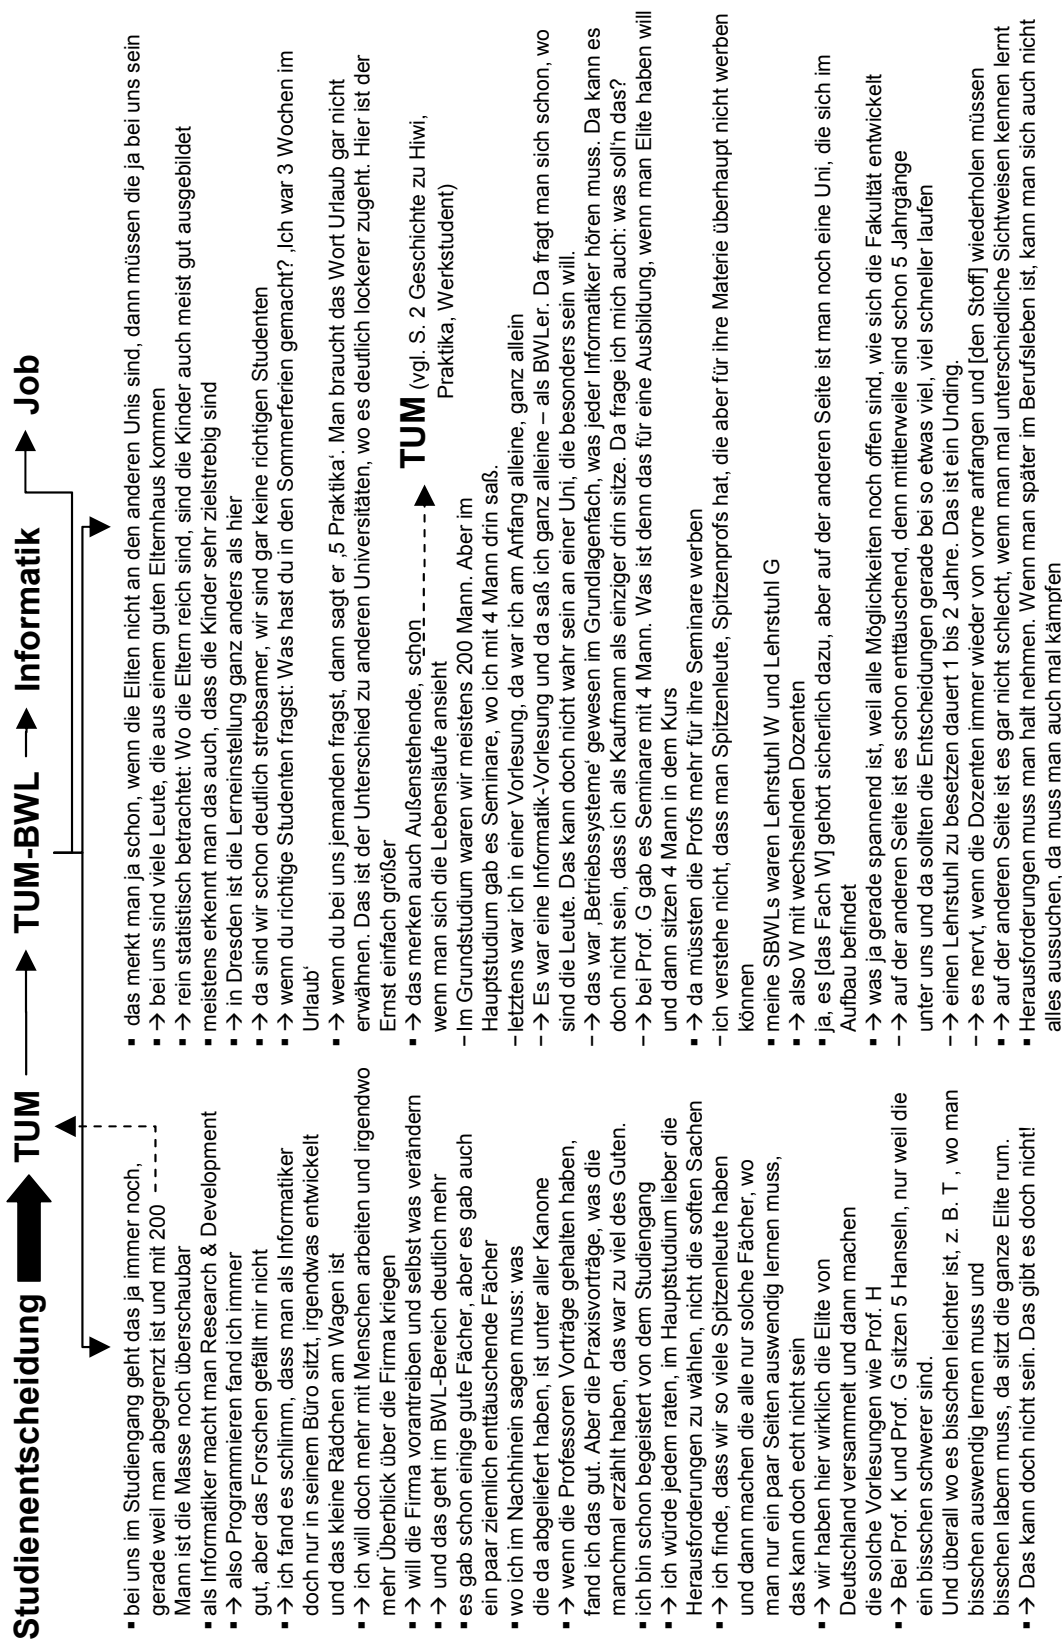 Studienentscheidung TUM TUM-BWL Informatik Job
▪ bei uns im Studiengang geht das ja immer noch,
gerade weil man abgegrenzt ist und mit 200
Mann ist die Masse noch überschaubar
▪ als Informatiker macht man Research & Development
▪ → also Programmieren fand ich immer
gut, aber das Forschen gefällt mir nicht
▪ → ich fand es schlimm, dass man als Informatiker
doch nur in seinem Büro sitzt, irgendwas entwickelt
und das kleine Rädchen am Wagen ist
▪ → ich will doch mehr mit Menschen arbeiten und irgendwo
mehr Überblick über die Firma kriegen
▪ → will die Firma vorantreiben und selbst was verändern
▪ → und das geht im BWL-Bereich deutlich mehr
▪ es gab schon einige gute Fächer, aber es gab auch
ein paar ziemlich enttäuschende Fächer
▪ wo ich im Nachhinein sagen muss: was
die da abgeliefert haben, ist unter aller Kanone
▪ → wenn die Professoren Vorträge gehalten haben,
fand ich das gut. Aber die Praxisvorträge, was die
manchmal erzählt haben, das war zu viel des Guten.
▪ ich bin schon begeistert von dem Studiengang
▪ → ich würde jedem raten, im Hauptstudium lieber die
Herausforderungen zu wählen, nicht die soften Sachen
▪ → ich finde, dass wir so viele Spitzenleute haben
und dann machen die alle nur solche Fächer, wo
man nur ein paar Seiten auswendig lernen muss,
das kann doch echt nicht sein
▪ → wir haben hier wirklich die Elite von
Deutschland versammelt und dann machen
die solche Vorlesungen wie Prof. H
▪ → Bei Prof. K und Prof. G sitzen 5 Hanseln, nur weil die
ein bisschen schwerer sind.
Und überall wo es bisschen leichter ist, z. B. T , wo man
bisschen auswendig lernen muss und
bisschen labern muss, da sitzt die ganze Elite rum.
▪ → Das kann doch nicht sein. Das gibt es doch nicht!
▪ das merkt man ja schon, wenn die Eliten nicht an den anderen Unis sind, dann müssen die ja bei uns sein
▪ → bei uns sind viele Leute, die aus einem guten Elternhaus kommen
▪ → rein statistisch betrachtet: Wo die Eltern reich sind, sind die Kinder auch meist gut ausgebildet
▪ meistens erkennt man das auch, dass die Kinder sehr zielstrebig sind
▪ → in Dresden ist die Lerneinstellung ganz anders als hier
▪ → da sind wir schon deutlich strebsamer, wir sind gar keine richtigen Studenten
▪ → wenn du richtige Studenten fragst: Was hast du in den Sommerferien gemacht? ‚Ich war 3 Wochen im
Urlaub‘
▪ → wenn du bei uns jemanden fragst, dann sagt er ‚5 Praktika‘. Man braucht das Wort Urlaub gar nicht
erwähnen. Das ist der Unterschied zu anderen Universitäten, wo es deutlich lockerer zugeht. Hier ist der
Ernst einfach größer
▪ → das merken auch Außenstehende, schon
wenn man sich die Lebensläufe ansieht
TUM (vgl. S. 2 Geschichte zu Hiwi,
Praktika, Werkstudent)
– Im Grundstudium waren wir meistens 200 Mann. Aber im
Hauptstudium gab es Seminare, wo ich mit 4 Mann drin saß.
– letztens war ich in einer Vorlesung, da war ich am Anfang alleine, ganz allein
– → Es war eine Informatik-Vorlesung und da saß ich ganz alleine – als BWLer. Da fragt man sich schon, wo
sind die Leute. Das kann doch nicht wahr sein an einer Uni, die besonders sein will.
– → das war ‚Betriebssysteme‘ gewesen im Grundlagenfach, was jeder Informatiker hören muss. Da kann es
doch nicht sein, dass ich als Kaufmann als einziger drin sitze. Da frage ich mich auch: was soll’n das?
– → bei Prof. G gab es Seminare mit 4 Mann. Was ist denn das für eine Ausbildung, wenn man Elite haben will
und dann sitzen 4 Mann in dem Kurs
▪ → da müssten die Profs mehr für ihre Seminare werben
– ich verstehe nicht, dass man Spitzenleute, Spitzenprofs hat, die aber für ihre Materie überhaupt nicht werben
können
▪ meine SBWLs waren Lehrstuhl W und Lehrstuhl G
▪ → also W mit wechselnden Dozenten
▪ ja, es [das Fach W] gehört sicherlich dazu, aber auf der anderen Seite ist man noch eine Uni, die sich im
Aufbau befindet
▪ → was ja gerade spannend ist, weil alle Möglichkeiten noch offen sind, wie sich die Fakultät entwickelt
– → auf der anderen Seite ist es schon enttäuschend, denn mittlerweile sind schon 5 Jahrgänge
unter uns und da sollten die Entscheidungen gerade bei so etwas viel, viel schneller laufen
– → einen Lehrstuhl zu besetzen dauert 1 bis 2 Jahre. Das ist ein Unding.
– → es nervt, wenn die Dozenten immer wieder von vorne anfangen und [den Stoff] wiederholen müssen
▪ → auf der anderen Seite ist es gar nicht schlecht, wenn man mal unterschiedliche Sichtweisen kennen lernt
▪ Herausforderungen muss man halt nehmen. Wenn man später im Berufsleben ist, kann man sich auch nicht
alles aussuchen, da muss man auch mal kämpfen